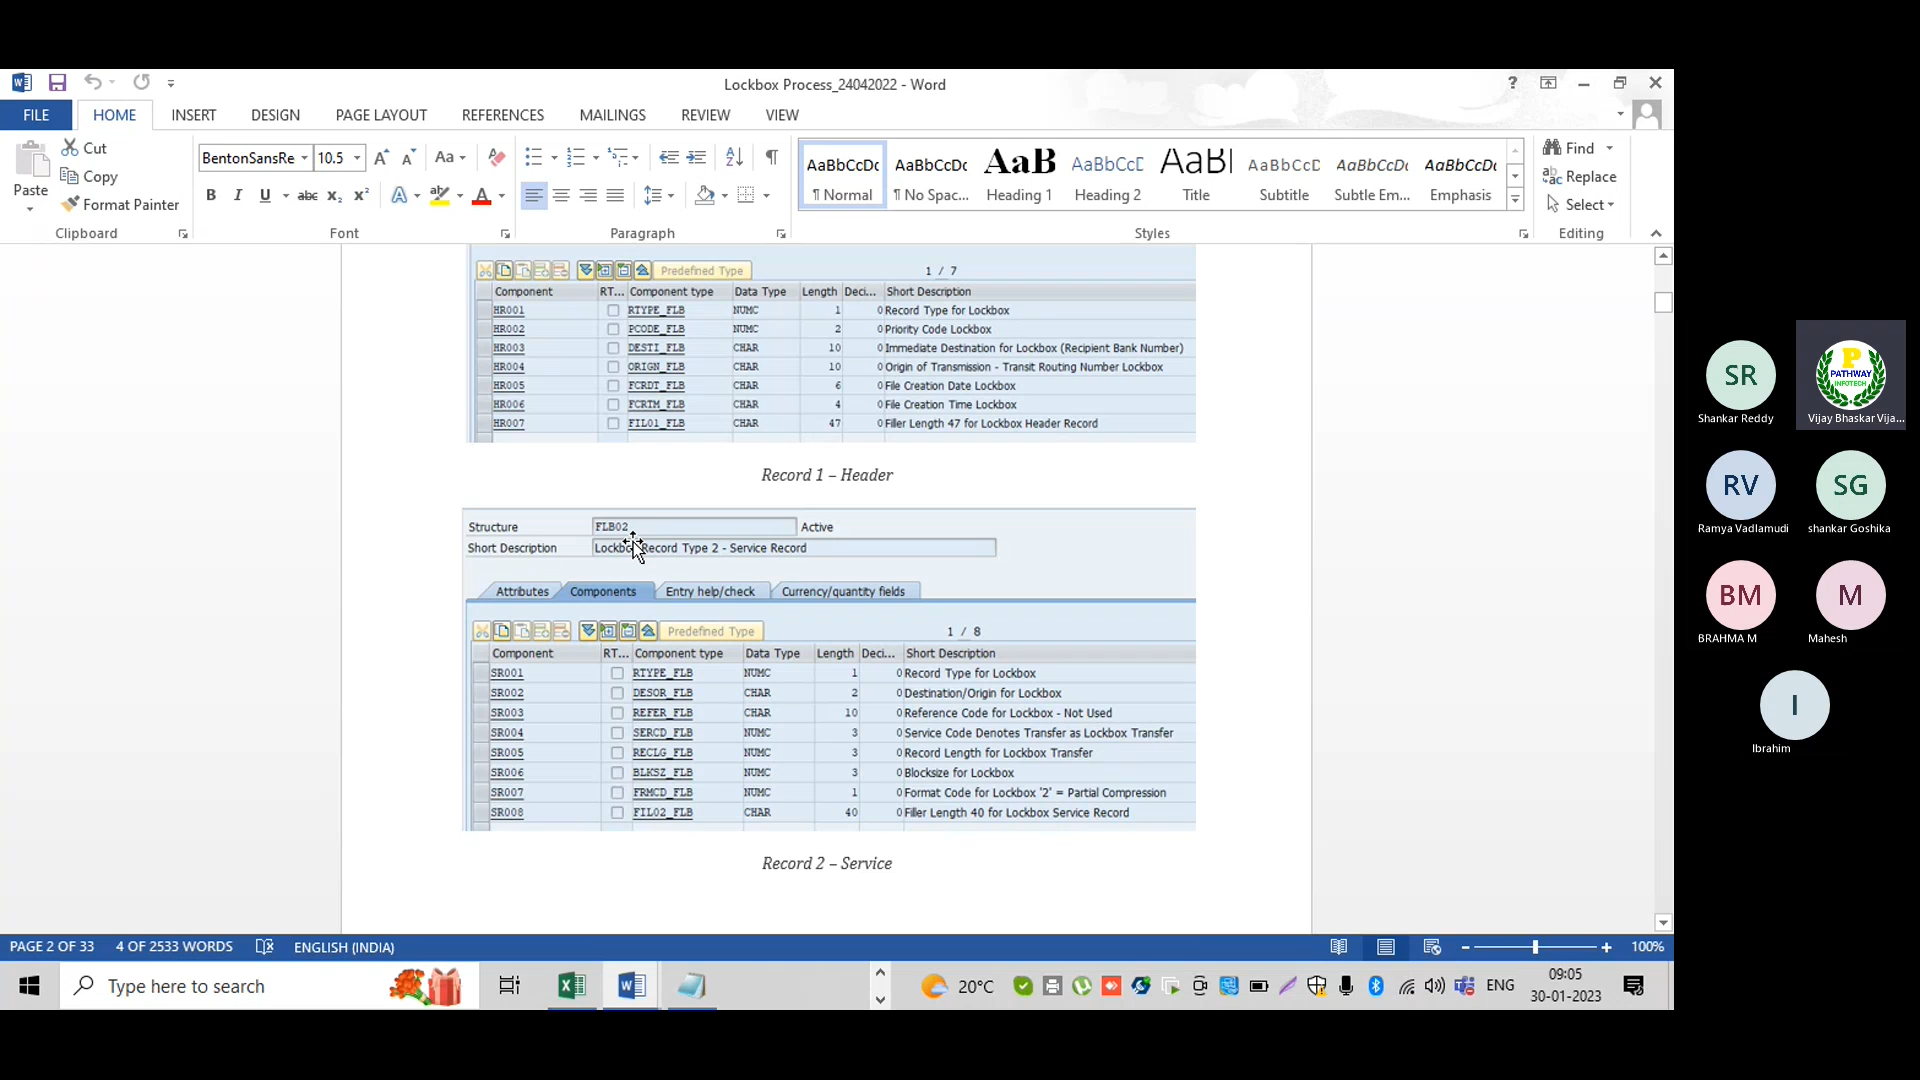 Lockbox Process_24042022 - Word
FILE HOME INSERT DESIGN PAGE LAYOUT REFERENCES MAILINGS REVIEW VIEW
Paste
Cut
Copy
Format Painter
Clipboard
BentonSansRe 10.5
Font
Paragraph
AaBbCcDc AaBbCcDc AaB AaBbCcD AaB AaBbCcD AaBbCcDc AaBbCcDc
¶ Normal ¶ No Spac... Heading 1 Heading 2 Title Subtitle Subtle Em... Emphasis
Styles
Find
Replace
Select
Editing
Predefined Type 1 / 7
Component RT... Component type Data Type Length Deci... Short Description
HR001 RTYPE_FLB NUMC 1 0 Record Type for Lockbox
HR002 PCODE_FLB NUMC 2 0 Priority Code Lockbox
HR003 DESTI_FLB CHAR 10 0 Immediate Destination for Lockbox (Recipient Bank Number)
HR004 ORIGN_FLB CHAR 10 0 Origin of Transmission - Transit Routing Number Lockbox
HR005 FCRDT_FLB CHAR 6 0 File Creation Date Lockbox
HR006 FCRTM_FLB CHAR 4 0 File Creation Time Lockbox
HR007 FIL01_FLB CHAR 47 0 Filler Length 47 for Lockbox Header Record
Record 1 – Header
Structure FLB02 Active
Short Description Lockbox Record Type 2 - Service Record
Attributes Components Entry help/check Currency/quantity fields
Predefined Type 1 / 8
Component RT... Component type Data Type Length Deci... Short Description
SR001 RTYPE_FLB NUMC 1 0 Record Type for Lockbox
SR002 DESOR_FLB CHAR 2 0 Destination/Origin for Lockbox
SR003 REFER_FLB CHAR 10 0 Reference Code for Lockbox - Not Used
SR004 SERCD_FLB NUMC 3 0 Service Code Denotes Transfer as Lockbox Transfer
SR005 RECLG_FLB NUMC 3 0 Record Length for Lockbox Transfer
SR006 BLKSZ_FLB NUMC 3 0 Blocksize for Lockbox
SR007 FRMCD_FLB NUMC 1 0 Format Code for Lockbox '2' = Partial Compression
SR008 FIL02_FLB CHAR 40 0 Filler Length 40 for Lockbox Service Record
Record 2 – Service
PAGE 2 OF 33 4 OF 2533 WORDS ENGLISH (INDIA) 100%
Type here to search
20°C
ENG
09:05
30-01-2023
SR
Shankar Reddy
P
PATHWAY
INFOTECH
Vijay Bhaskar Vija...
RV
Ramya Vadlamudi
SG
shankar Goshika
BM
BRAHMA M
M
Mahesh
I
Ibrahim